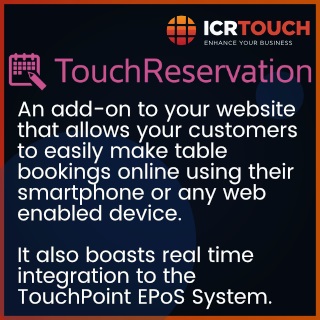 ICRTOUCH
ENHANCE YOUR BUSINESS
TouchReservation
An add-on to your website
that allows your customers
to easily make table
bookings online using their
smartphone or any web
enabled device.
It also boasts real time
integration to the
TouchPoint EPoS System.